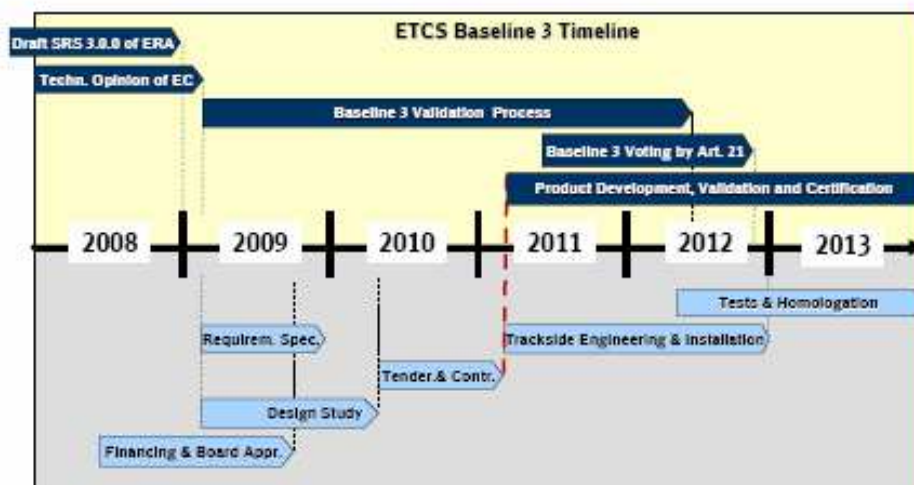 ETCS Baseline 3 Timeline
Draft SRS 3.0.0 of ERA
Techn. Opinion of EC
Baseline 3 Validation Process
Baseline 3 Voting by Art. 21
Product Development, Validation and Certification
2008 2009 2010 2011 2012 2013
Tests & Homologation
Requirem. Spec.
Trackside Engineering & Installation
Tender.& Contr.
Design Study
Financing & Board Appr.